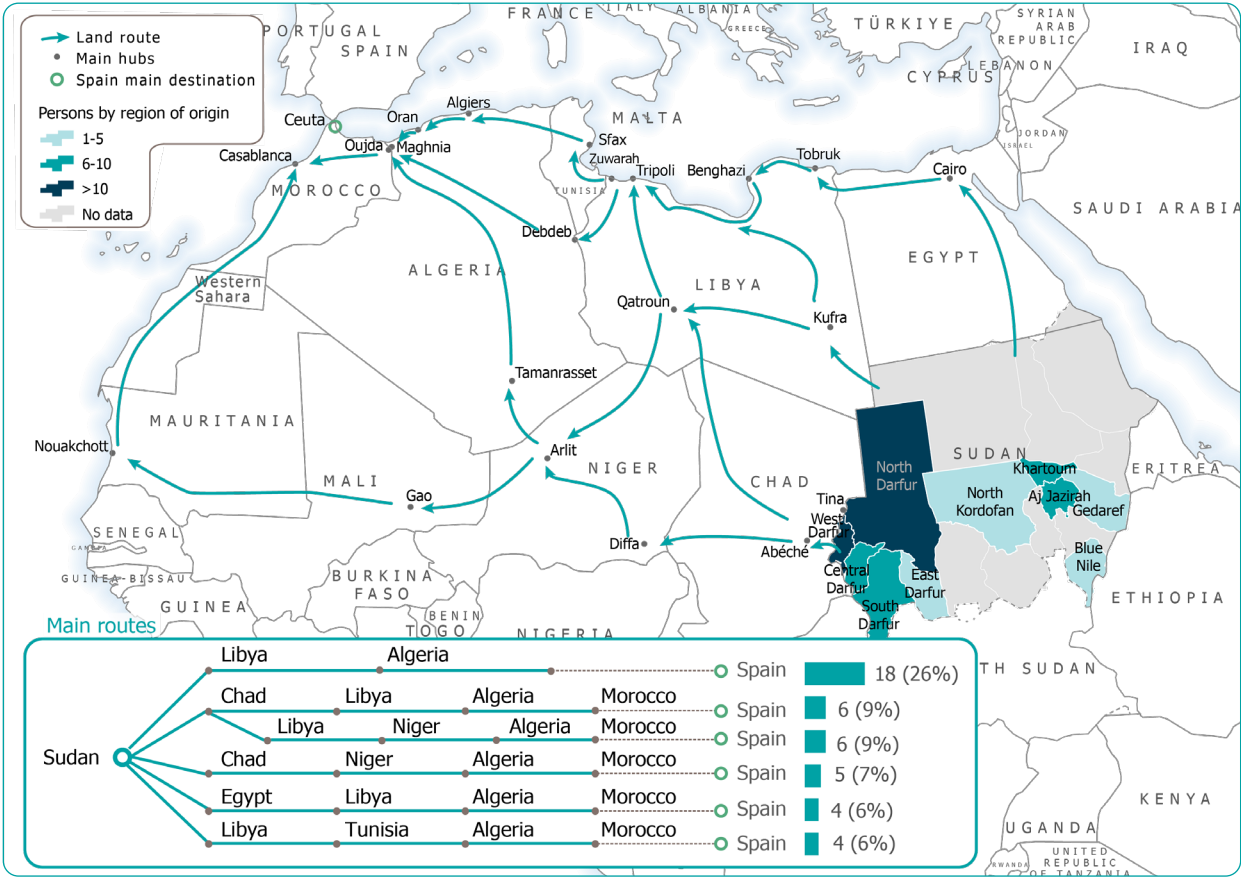 Land route
Main hubs
Spain main destination
Persons by region of origin
1-5
6-10
>10
No data
PORTUGAL
SPAIN
FRANCE
ITALY
ALBANIA
GREECE
TÜRKIYE
SYRIAN
ARAB
REPUBLIC
IRAQ
LEBANON
CYPRUS
JORDAN
ISRAEL
MALTA
Ceuta
Oran
Algiers
Oujda
Maghnia
Casablanca
Sfax
Zuwarah
Tripoli
Benghazi
Tobruk
Cairo
MOROCCO
TUNISIA
SAUDI ARABIA
Debdeb
ALGERIA
LIBYA
EGYPT
Western
Sahara
Qatroun
Kufra
Tamanrasset
MAURITANIA
Nouakchott
Arlit
MALI
NIGER
CHAD
SUDAN
ERITREA
North
Darfur
Khartoum
Gao
Tina
North
Kordofan
Aj Jazirah
Gedaref
West
Darfur
SENEGAL
GAMBIA
Diffa
Abéché
Blue
Nile
Central
Darfur
East
Darfur
GUINEA-BISSAU
BURKINA
FASO
GUINEA
South
Darfur
ETHIOPIA
BENIN
TOGO
NIGERIA
TH SUDAN
KENYA
UGANDA
RWANDA
UNITED
REPUBLIC
OF TANZANIA
Main routes
Sudan
Libya Algeria Spain 18 (26%)
Chad Libya Algeria Morocco Spain 6 (9%)
Libya Niger Algeria Morocco Spain 6 (9%)
Chad Niger Algeria Morocco Spain 5 (7%)
Egypt Libya Algeria Morocco Spain 4 (6%)
Libya Tunisia Algeria Morocco Spain 4 (6%)